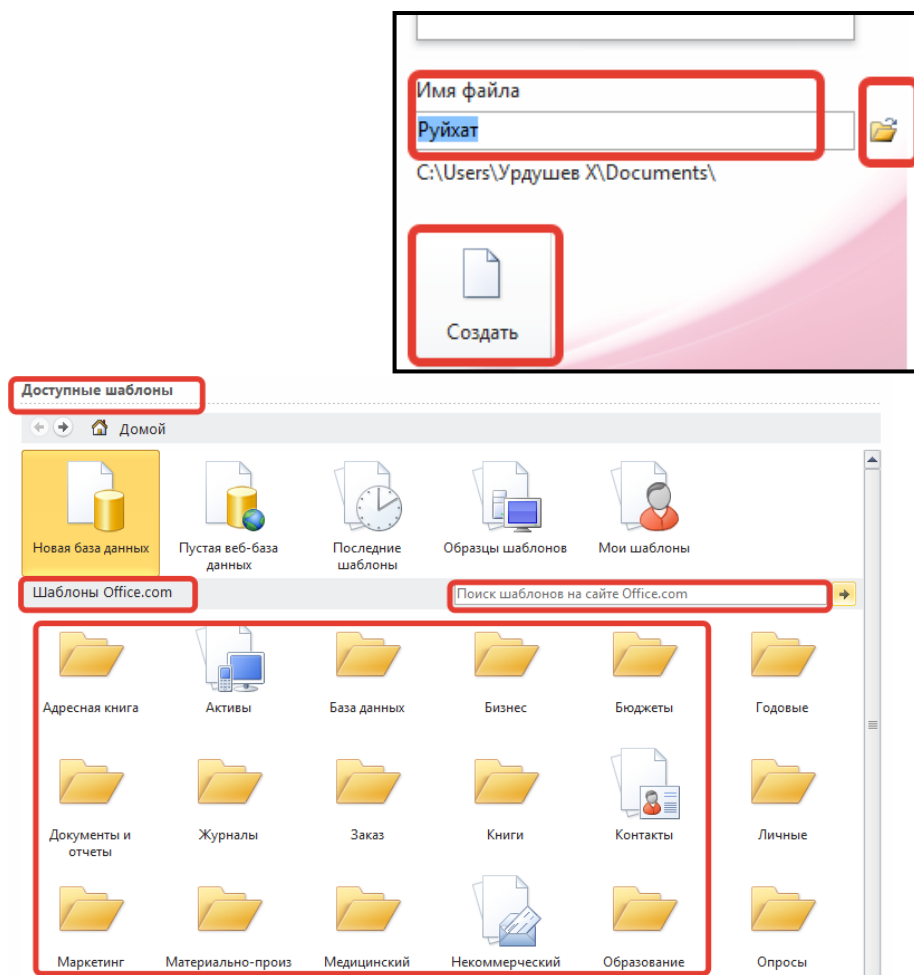 Имя файла
Руйхат
C:\Users\Урдушев X\Documents\
Создать
Доступные шаблоны
Домой
Новая база данных
Пустая веб-база
данных
Последние
шаблоны
Образцы шаблонов
Мои шаблоны
Шаблоны Office.com
Поиск шаблонов на сайте Office.com
Адресная книга
Активы
База данных
Бизнес
Бюджеты
Годовые
Документы и
отчеты
Журналы
Заказ
Книги
Контакты
Личные
Маркетинг
Материально-произ
Медицинский
Некоммерческий
Образование
Опросы